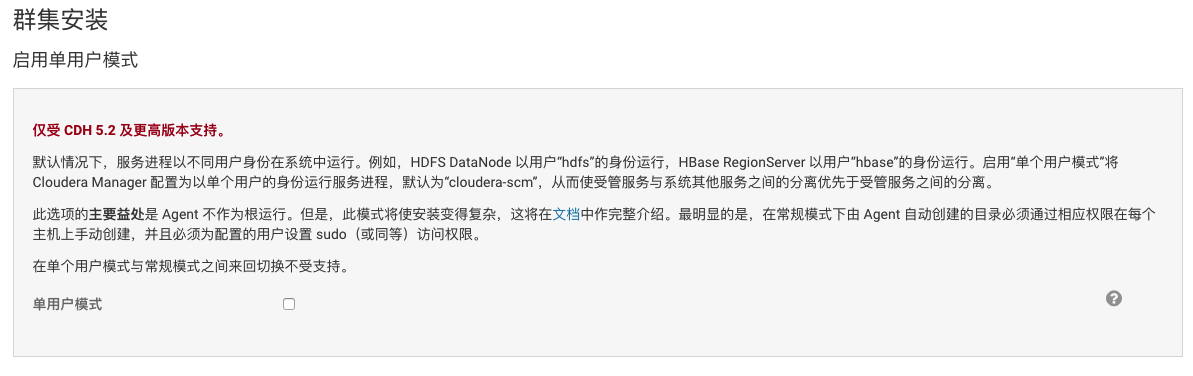 群集安装
启用单用户模式
仅受 CDH 5.2 及更高版本支持。
默认情况下，服务进程以不同用户身份在系统中运行。例如，HDFS DataNode 以用户“hdfs”的身份运行，HBase RegionServer 以用户“hbase”的身份运行。启用“单个用户模式”将
Cloudera Manager 配置为以单个用户的身份运行服务进程，默认为“cloudera-scm”，从而使受管服务与系统其他服务之间的分离优先于受管服务之间的分离。
此选项的主要益处是 Agent 不作为根运行。但是，此模式将使安装变得复杂，这将在文档中作完整介绍。最明显的是，在常规模式下由 Agent 自动创建的目录必须通过相应权限在每个
主机上手动创建，并且必须为配置的用户设置 sudo（或同等）访问权限。
在单个用户模式与常规模式之间来回切换不受支持。
单用户模式